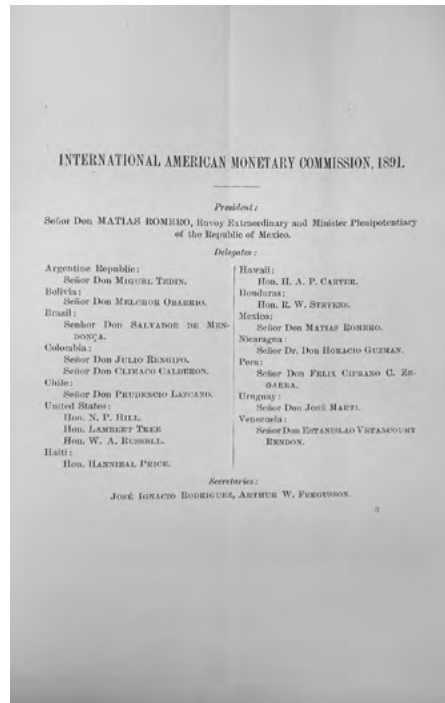 INTERNATIONAL AMERICAN MONETARY COMMISSION, 1891.
President:
Señor Don MATIAS ROMERO, Envoy Extraordinary and Minister Plenipotentiary
of the Republic of Mexico.
Delegates:
Argentine Republic:
Señor Don MIGUEL TEDIN.
Bolivia:
Señor Don MELCHOR OBARRIO.
Brazil:
Senhor Don SALVADOR DE MEN-
DONÇA.
Colombia:
Señor Don JULIO RENGIFO.
Señor Don CLIMACO CALDERON.
Chile:
Señor Don PRUDENCIO LAZCANO.
United States:
Hon. N. P. HILL.
Hon. LAMBERT TREE
Hon. W. A. RUSSELL.
Haiti:
Hon. HANNIBAL PRICE.
Hawaii:
Hon. H. A. P. CARTER.
Honduras:
Hon. R. W. STEVENS.
Mexico:
Señor Don MATIAS ROMERO.
Nicaragua:
Señor Dr. Don HORACIO GUZMAN.
Peru:
Señor Don FELIX CIPRANO C. ZE-
GARRA.
Uruguay:
Señor Don JOSÉ MARTI.
Venezuela:
Señor Don ESTANISLAO VETANCOURT
RENDON.
Secretaries:
JOSÉ IGNACIO RODRIGUEZ, ARTHUR W. FERGUSSON.
3